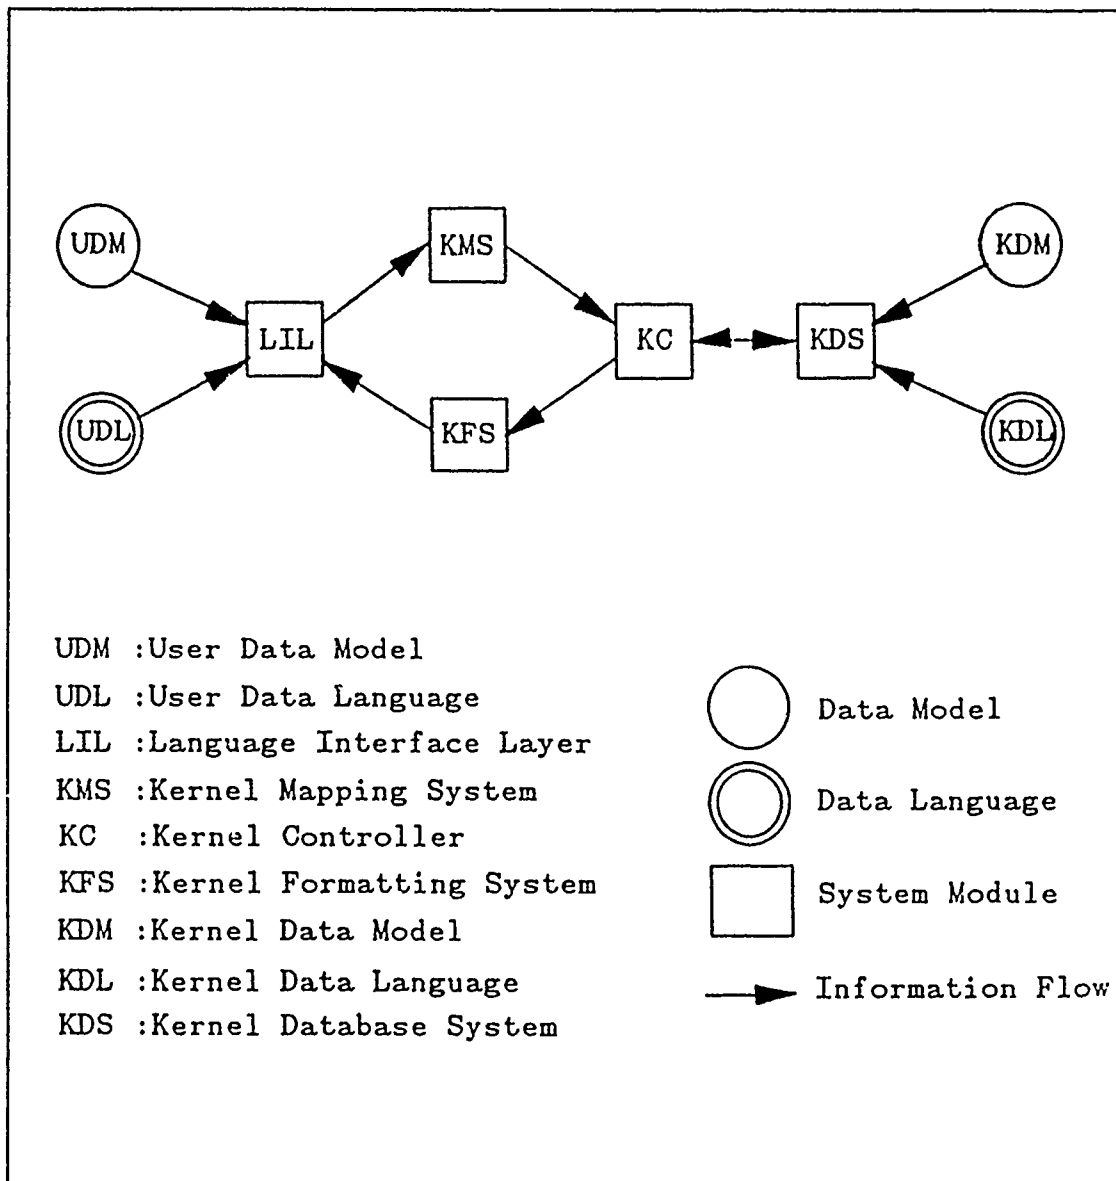 UDM
KMS
KDM
LIL
KC
KDS
UDL
KFS
KDL
UDM :User Data Model
UDL :User Data Language
LIL :Language Interface Layer
KMS :Kernel Mapping System
KC :Kernel Controller
KFS :Kernel Formatting System
KDM :Kernel Data Model
KDL :Kernel Data Language
KDS :Kernel Database System
Data Model
Data Language
System Module
Information Flow